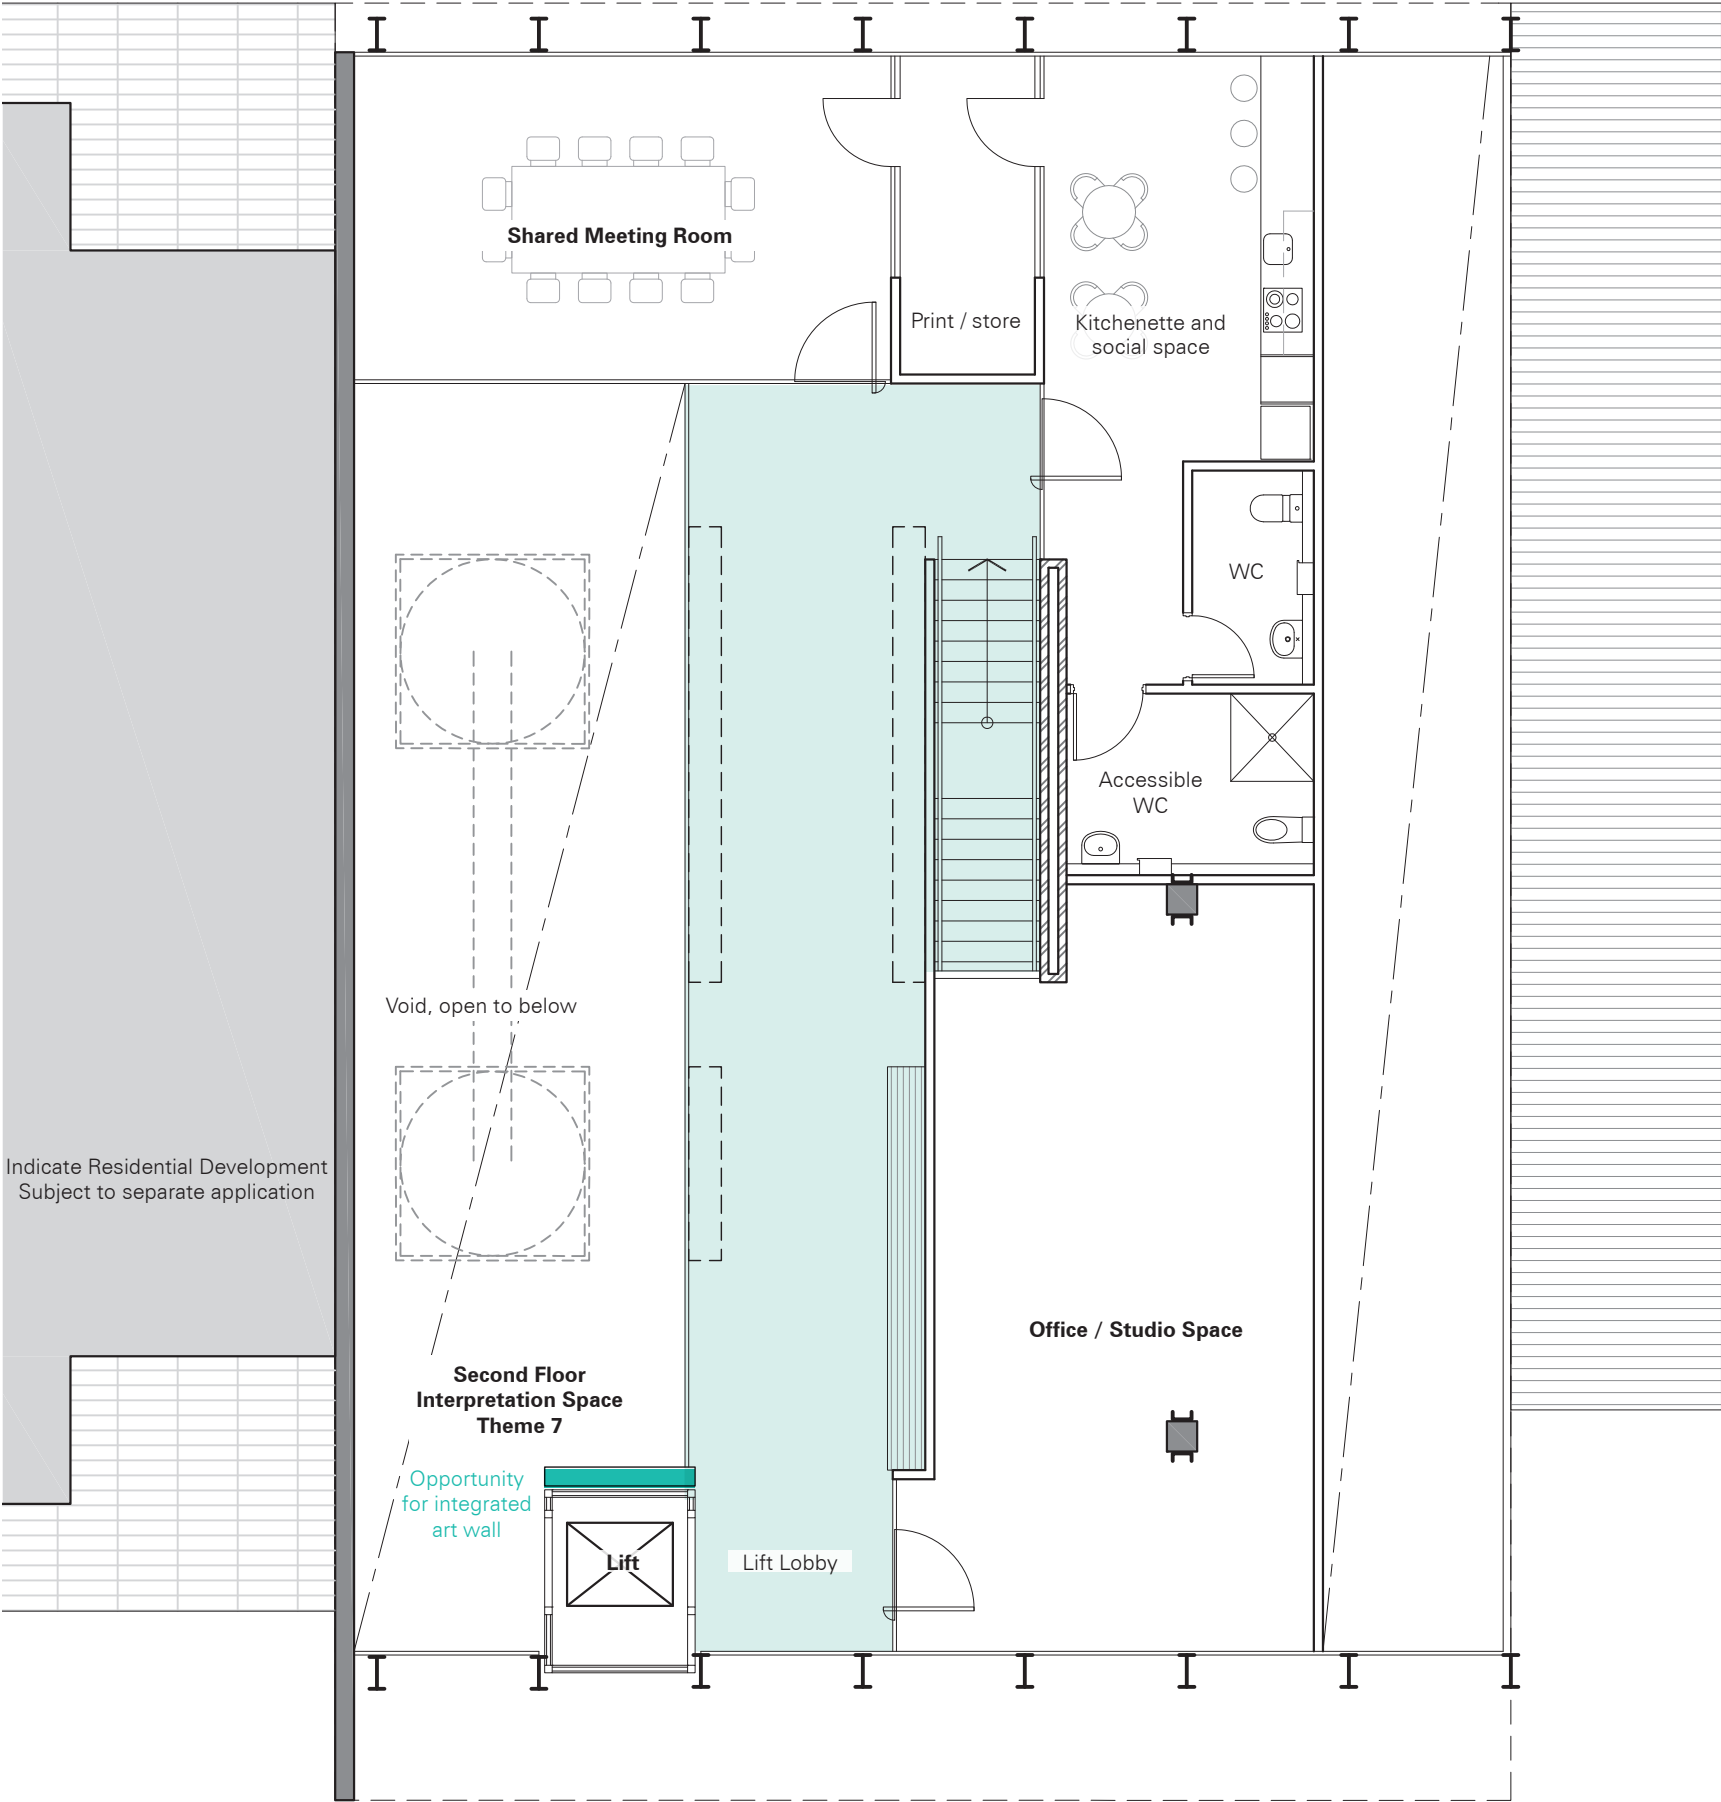 Shared Meeting Room
Print / store
Kitchenette and
social space
WC
Accessible
WC
Void, open to below
Indicate Residential Development
Subject to separate application
Office / Studio Space
Second Floor
Interpretation Space
Theme 7
Opportunity
for integrated
art wall
Lift
Lift Lobby